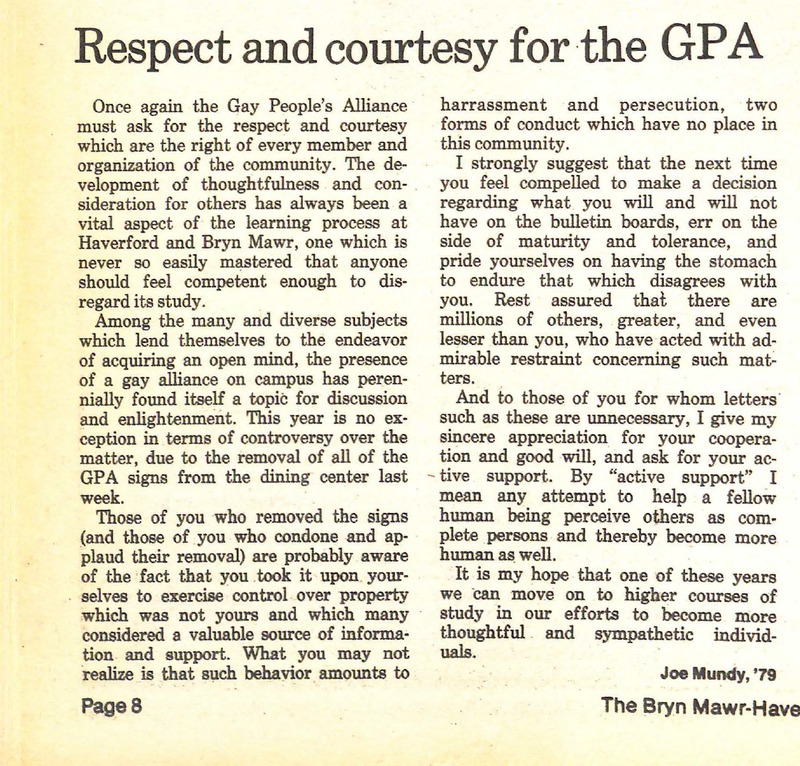 Respect and courtesy for the GPA
Once again the Gay People's Alliance
must ask for the respect and courtesy
which are the right of every member and
organization of the community. The de-
velopment of thoughtfulness and con-
sideration for others has always been a
vital aspect of the learning process at
Haverford and Bryn Mawr, one which is
never so easily mastered that anyone
should feel competent enough to dis-
regard its study.
Among the many and diverse subjects
which lend themselves to the endeavor
of acquiring an open mind, the presence
of a gay alliance on campus has peren-
nially found itself a topic for discussion
and enlightenment. This year is no ex-
ception in terms of controversy over the
matter, due to the removal of all of the
GPA signs from the dining center last
week.
Those of you who removed the signs
(and those of you who condone and ap-
plaud their removal) are probably aware
of the fact that you took it upon your-
selves to exercise control over property
which was not yours and which many
considered a valuable source of informa-
tion and support. What you may not
realize is that such behavior amounts to
harrassment and persecution, two
forms of conduct which have no place in
this community.
I strongly suggest that the next time
you feel compelled to make a decision
regarding what you will and will not
have on the bulletin boards, err on the
side of maturity and tolerance, and
pride yourselves on having the stomach
to endure that which disagrees with
you. Rest assured that there are
millions of others, greater, and even
lesser than you, who have acted with ad-
mirable restraint concerning such mat-
ters.
And to those of you for whom letters
such as these are unnecessary, I give my
sincere appreciation for your coopera-
tion and good will, and ask for your ac-
tive support. By "active support" I
mean any attempt to help a fellow
human being perceive others as com-
plete persons and thereby become more
human as well.
It is my hope that one of these years
we can move on to higher courses of
study in our efforts to become more
thoughtful and sympathetic individ-
uals.
Joe Mundy, '79
Page 8
The Bryn Mawr-Have